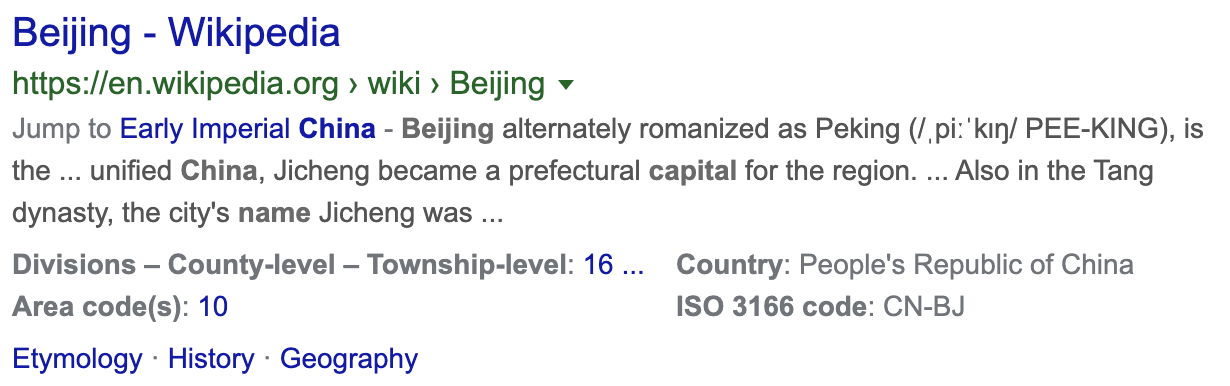 Beijing - Wikipedia
https://en.wikipedia.org › wiki › Beijing ▼
Jump to Early Imperial China - Beijing alternately romanized as Peking (/ˌpiːˈkɪŋ/ PEE-KING), is
the ... unified China, Jicheng became a prefectural capital for the region. ... Also in the Tang
dynasty, the city's name Jicheng was ...
Divisions – County-level – Township-level: 16 ... Country: People's Republic of China
Area code(s): 10 ISO 3166 code: CN-BJ
Etymology · History · Geography